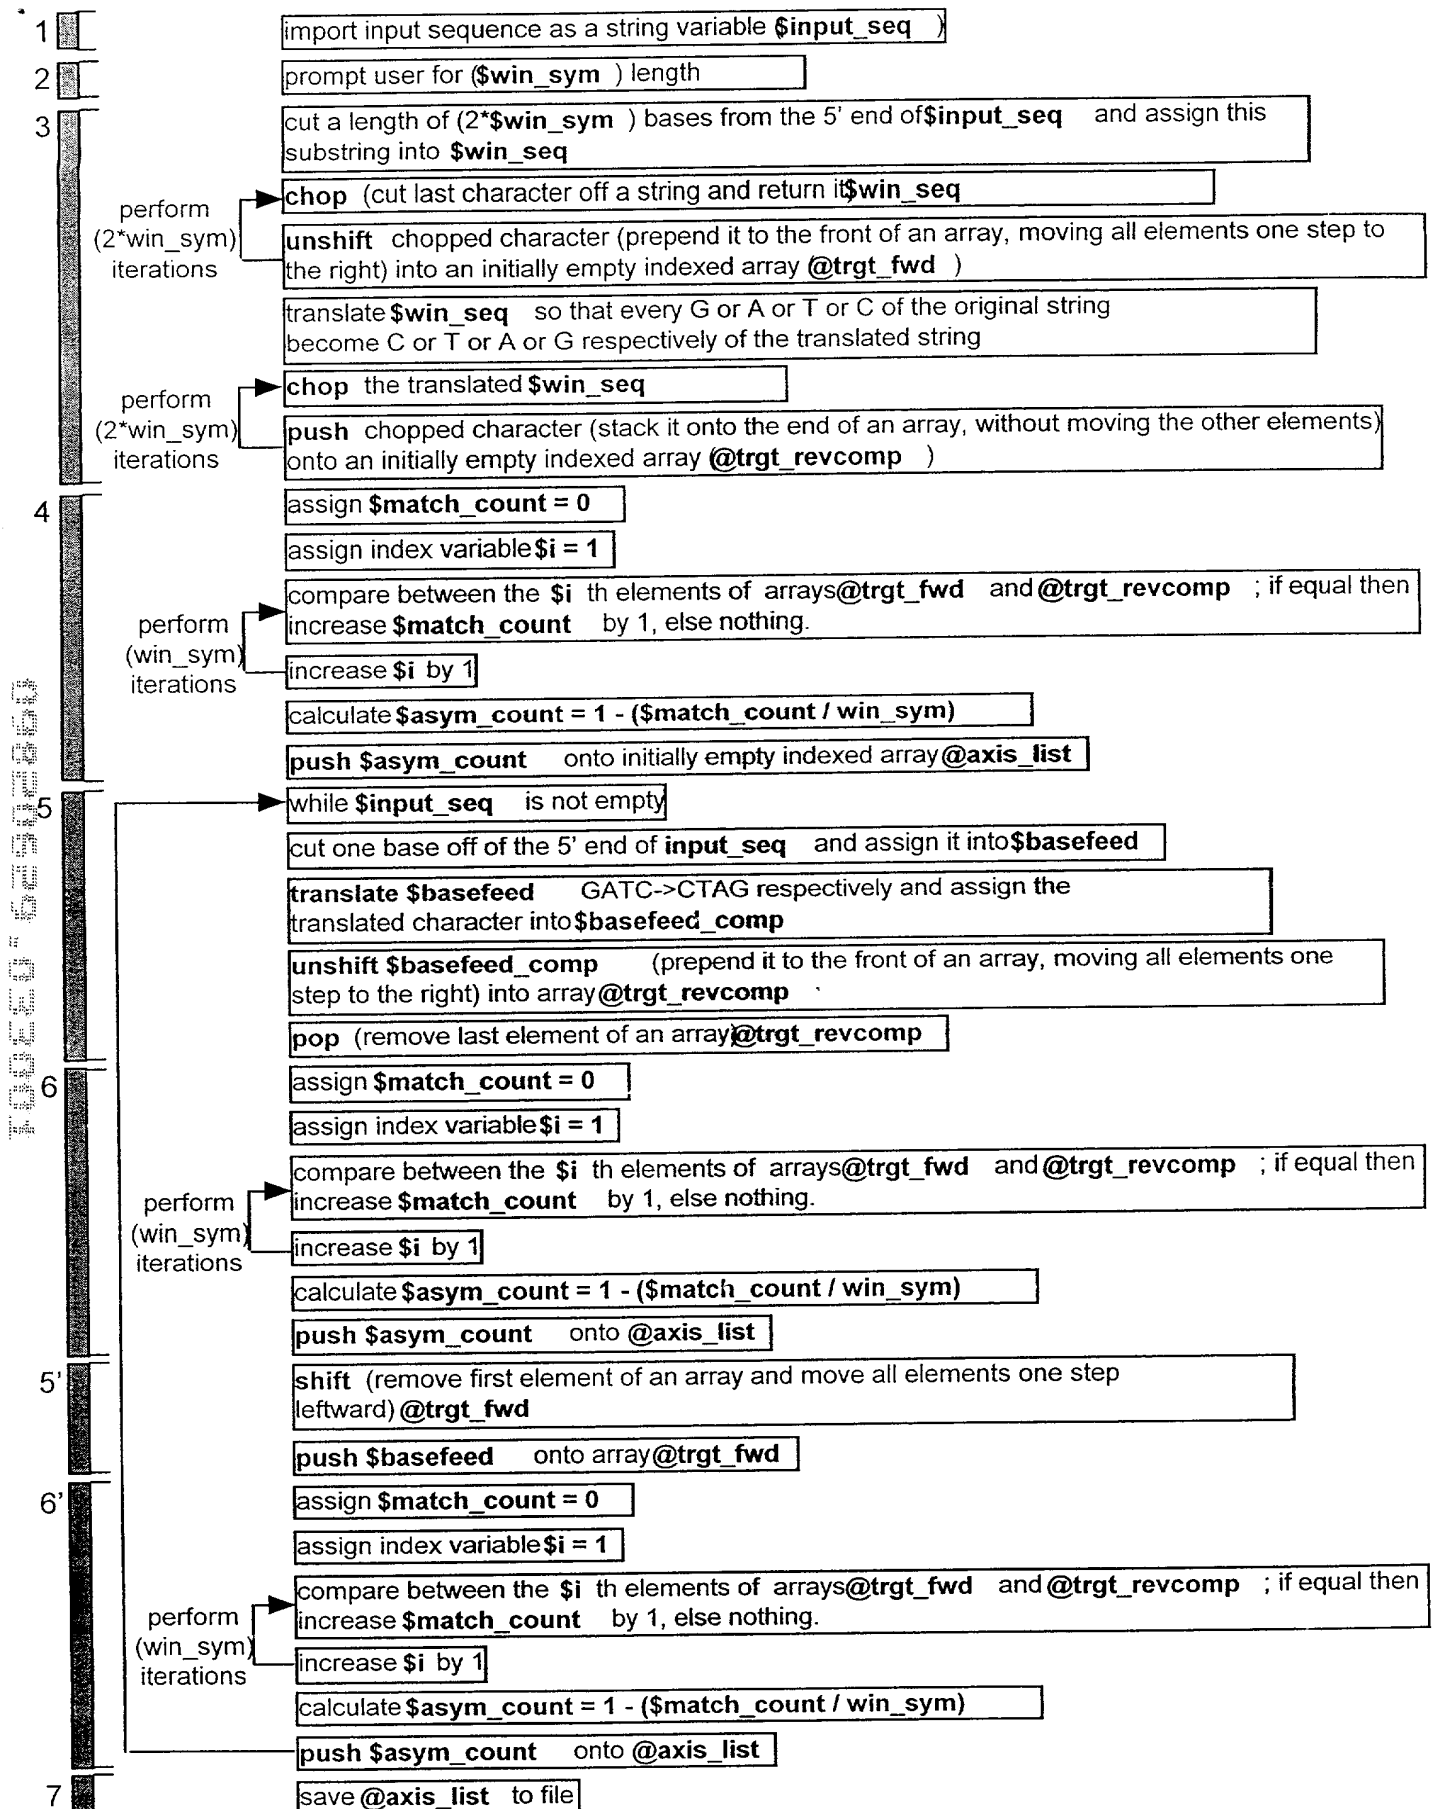 1
import input sequence as a string variable $input_seq )
2
prompt user for ($win_sym ) length
3
cut a length of (2*$win_sym ) bases from the 5' end of$input_seq and assign this
substring into $win_seq
perform
(2*win_sym)
iterations
chop (cut last character off a string and return it$win_seq
unshift chopped character (prepend it to the front of an array, moving all elements one step to
the right) into an initially empty indexed array @trgt_fwd )
translate $win_seq so that every G or A or T or C of the original string
become C or T or A or G respectively of the translated string
perform
(2*win_sym)
iterations
chop the translated $win_seq
push chopped character (stack it onto the end of an array, without moving the other elements)
onto an initially empty indexed array (@trgt_revcomp )
4
assign $match_count = 0
assign index variable $i = 1
perform
(win_sym)
iterations
compare between the $i th elements of arrays@trgt_fwd and @trgt_revcomp ; if equal then
increase $match_count by 1, else nothing.
increase $i by 1
calculate $asym_count = 1 - ($match_count / win_sym)
push $asym_count onto initially empty indexed array @axis_list
5
while $input_seq is not empty
cut one base off of the 5' end of input_seq and assign it into $basefeed
translate $basefeed GATC->CTAG respectively and assign the
translated character into $basefeed_comp
unshift $basefeed_comp (prepend it to the front of an array, moving all elements one
step to the right) into array @trgt_revcomp
pop (remove last element of an array)@trgt_revcomp
6
assign $match_count = 0
assign index variable $i = 1
perform
(win_sym)
iterations
compare between the $i th elements of arrays@trgt_fwd and @trgt_revcomp ; if equal then
increase $match_count by 1, else nothing.
increase $i by 1
calculate $asym_count = 1 - ($match_count / win_sym)
push $asym_count onto @axis_list
5'
shift (remove first element of an array and move all elements one step
leftward) @trgt_fwd
push $basefeed onto array @trgt_fwd
6'
assign $match_count = 0
assign index variable $i = 1
perform
(win_sym)
iterations
compare between the $i th elements of arrays@trgt_fwd and @trgt_revcomp ; if equal then
increase $match_count by 1, else nothing.
increase $i by 1
calculate $asym_count = 1 - ($match_count / win_sym)
push $asym_count onto @axis_list
7
save @axis_list to file